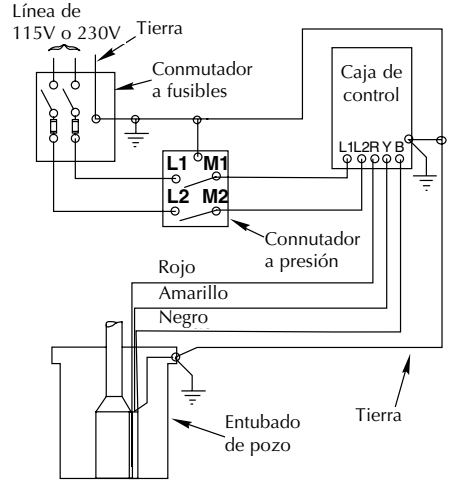 Línea de
115V o 230V
Tierra
Conmutador
a fusibles
Caja de
control
L1L2R Y B
L1 M1
L2 M2
Connutador
a presión
Rojo
Amarillo
Negro
Entubado
de pozo
Tierra